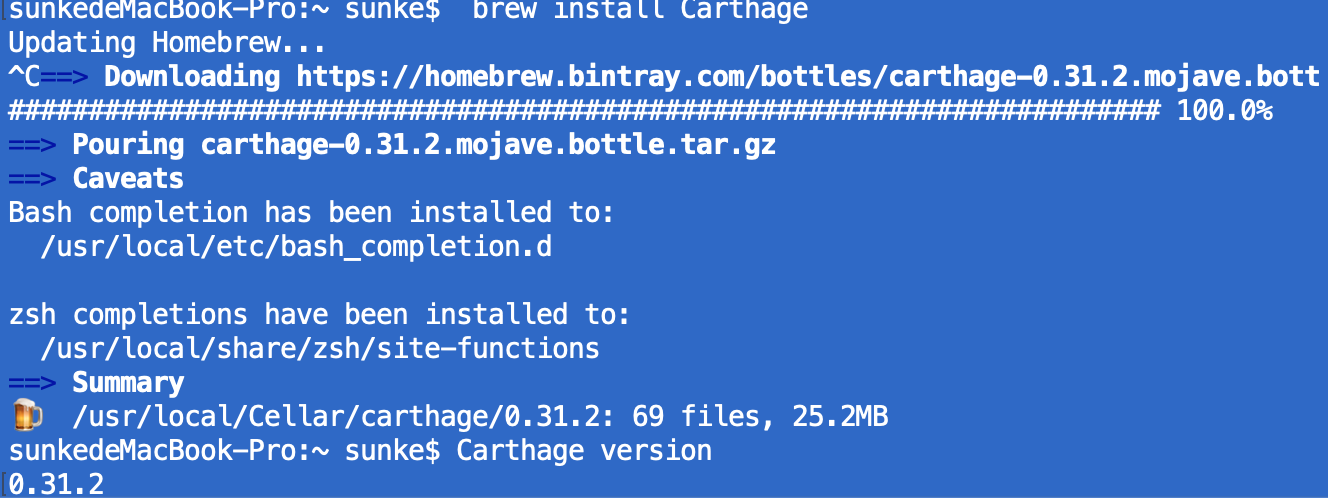 sunkedeMacBook-Pro:~ sunke$  brew install Carthage
Updating Homebrew...
^C==> Downloading https://homebrew.bintray.com/bottles/carthage-0.31.2.mojave.bott
######################################################################## 100.0%
==> Pouring carthage-0.31.2.mojave.bottle.tar.gz
==> Caveats
Bash completion has been installed to:
  /usr/local/etc/bash_completion.d
zsh completions have been installed to:
  /usr/local/share/zsh/site-functions
==> Summary
🍺  /usr/local/Cellar/carthage/0.31.2: 69 files, 25.2MB
sunkedeMacBook-Pro:~ sunke$ Carthage version
0.31.2